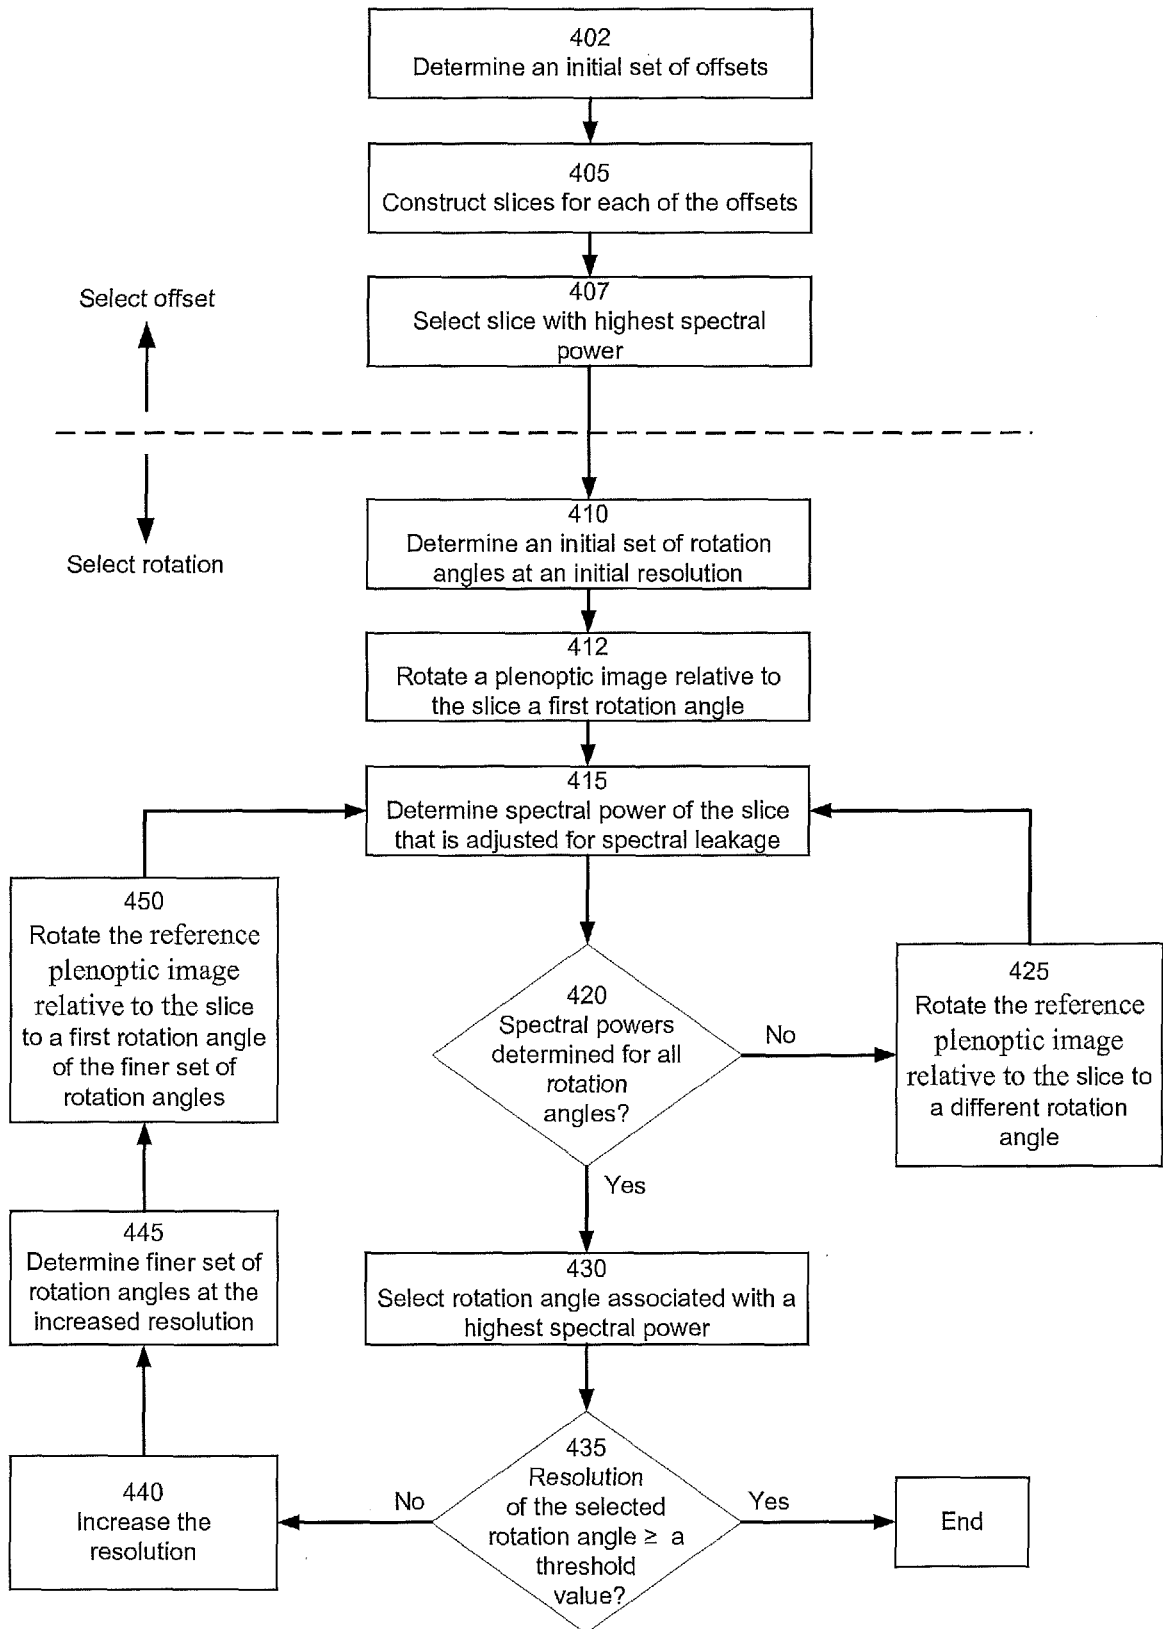 402
Determine an initial set of offsets
405
Construct slices for each of the offsets
407
Select slice with highest spectral
power
Select offset
Select rotation
410
Determine an initial set of rotation
angles at an initial resolution
412
Rotate a plenoptic image relative to
the slice a first rotation angle
415
Determine spectral power of the slice
that is adjusted for spectral leakage
420
Spectral powers
determined for all
rotation
angles?
No
425
Rotate the reference
plenoptic image
relative to the slice to
a different rotation
angle
Yes
430
Select rotation angle associated with a
highest spectral power
435
Resolution
of the selected
rotation angle ≥ a
threshold
value?
Yes
End
No
440
Increase the
resolution
445
Determine finer set of
rotation angles at the
increased resolution
450
Rotate the reference
plenoptic image
relative to the slice
to a first rotation angle
of the finer set of
rotation angles